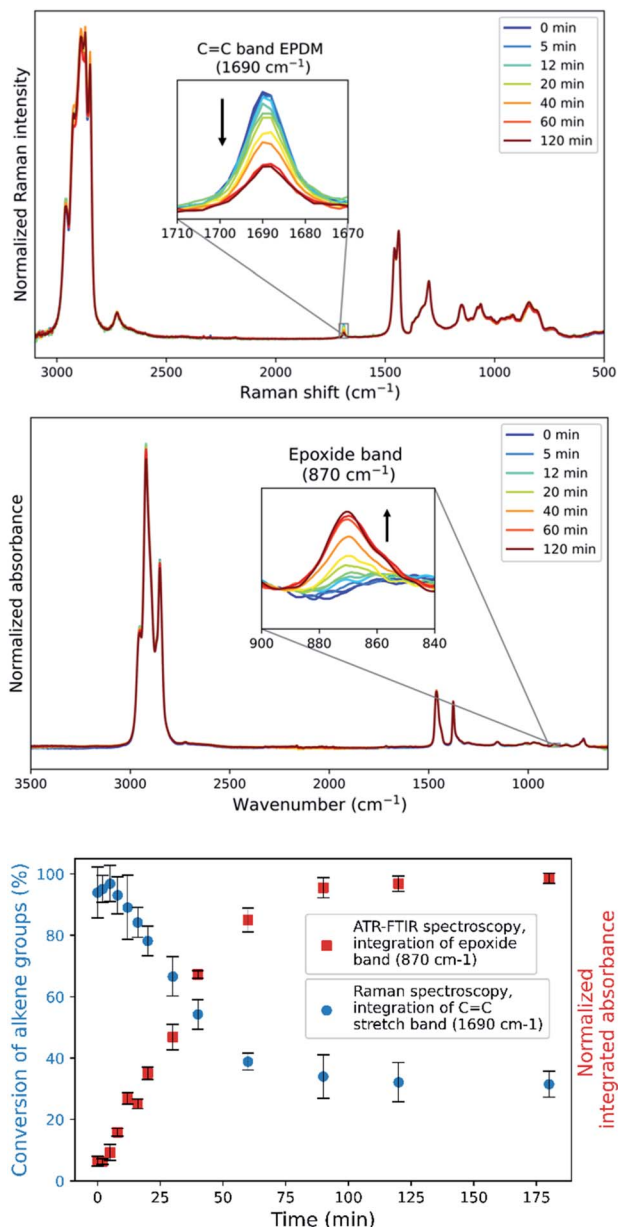 C=C band EPDM
(1690 cm⁻¹)
0 min
5 min
12 min
20 min
40 min
60 min
120 min
Normalized Raman intensity
1710 1700 1690 1680 1670
3000 2500 2000 1500 1000 500
Raman shift (cm⁻¹)
Epoxide band
(870 cm⁻¹)
0 min
5 min
12 min
20 min
40 min
60 min
120 min
Normalized absorbance
900 880 860 840
3500 3000 2500 2000 1500 1000
Wavenumber (cm⁻¹)
Conversion of alkene groups (%)
100
80
60
40
20
0
ATR-FTIR spectroscopy,
integration of epoxide
band (870 cm-1)
Raman spectroscopy,
integration of C=C
stretch band (1690 cm-1)
Normalized
integrated absorbance
0 25 50 75 100 125 150 175
Time (min)